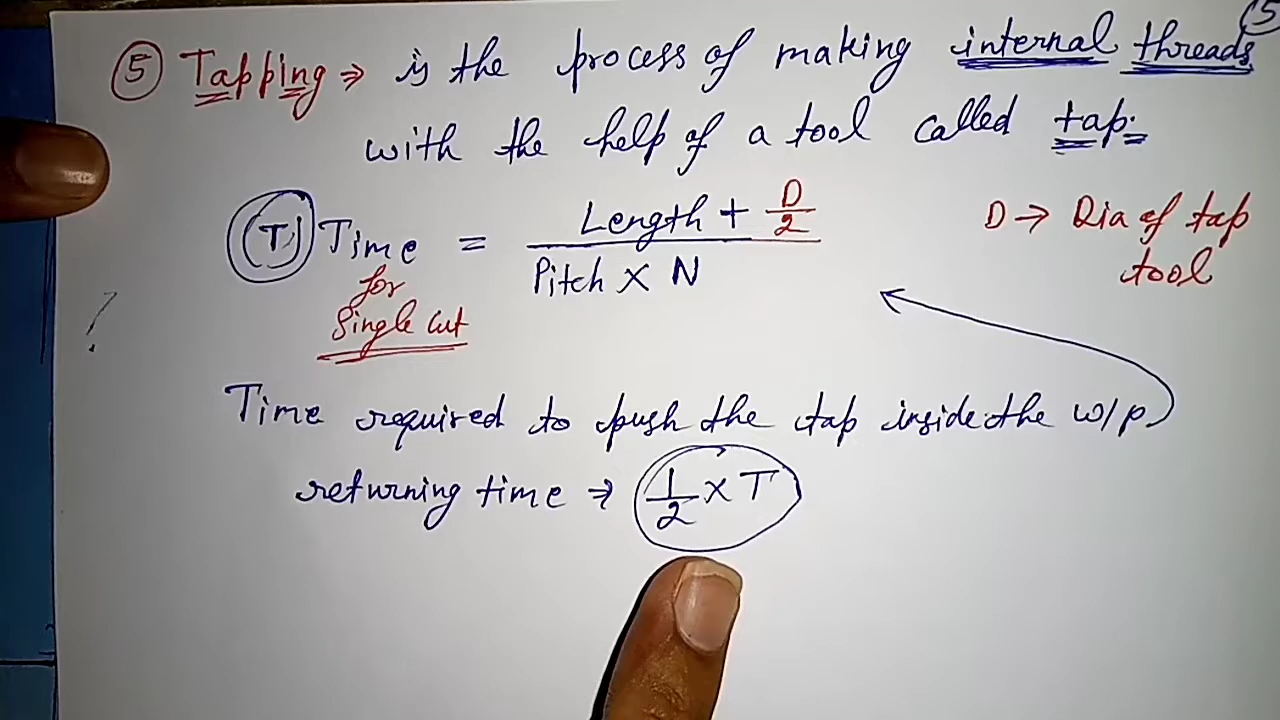 5
5 Tapping ⇒ is the process of making internal threads
with the help of a tool called tap.
(T) Time = Length + D/2
Pitch × N
for
Single cut
D → Dia of tap
tool
Time required to push the tap inside the w/p
returning time ⇒ 1/2 × T